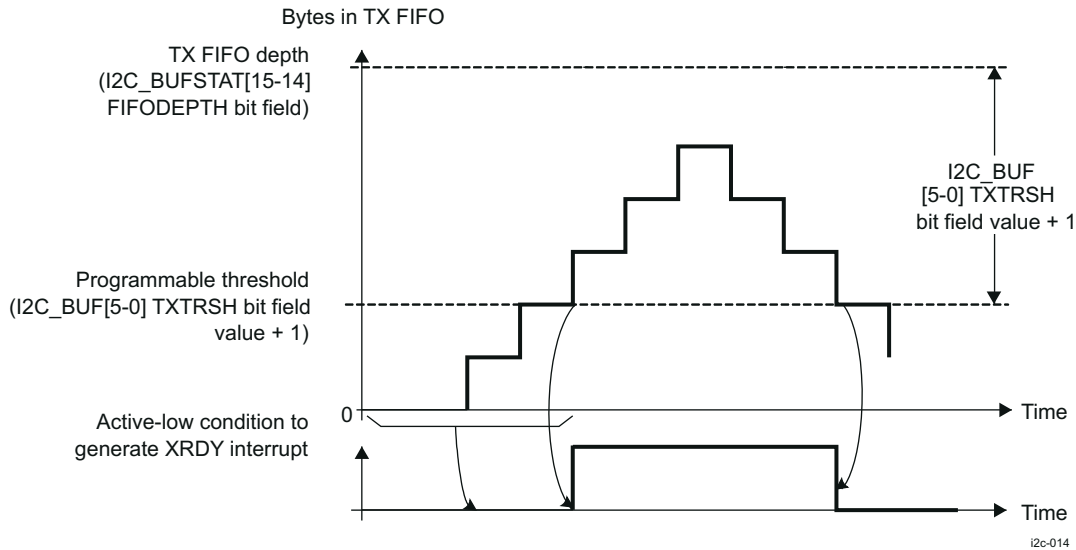 Bytes in TX FIFO
TX FIFO depth
(I2C_BUFSTAT[15-14]
FIFODEPTH bit field)
I2C_BUF
[5-0] TXTRSH
bit field value + 1
Programmable threshold
(I2C_BUF[5-0] TXTRSH bit field
value + 1)
0
Time
Active-low condition to
generate XRDY interrupt
Time
i2c-014